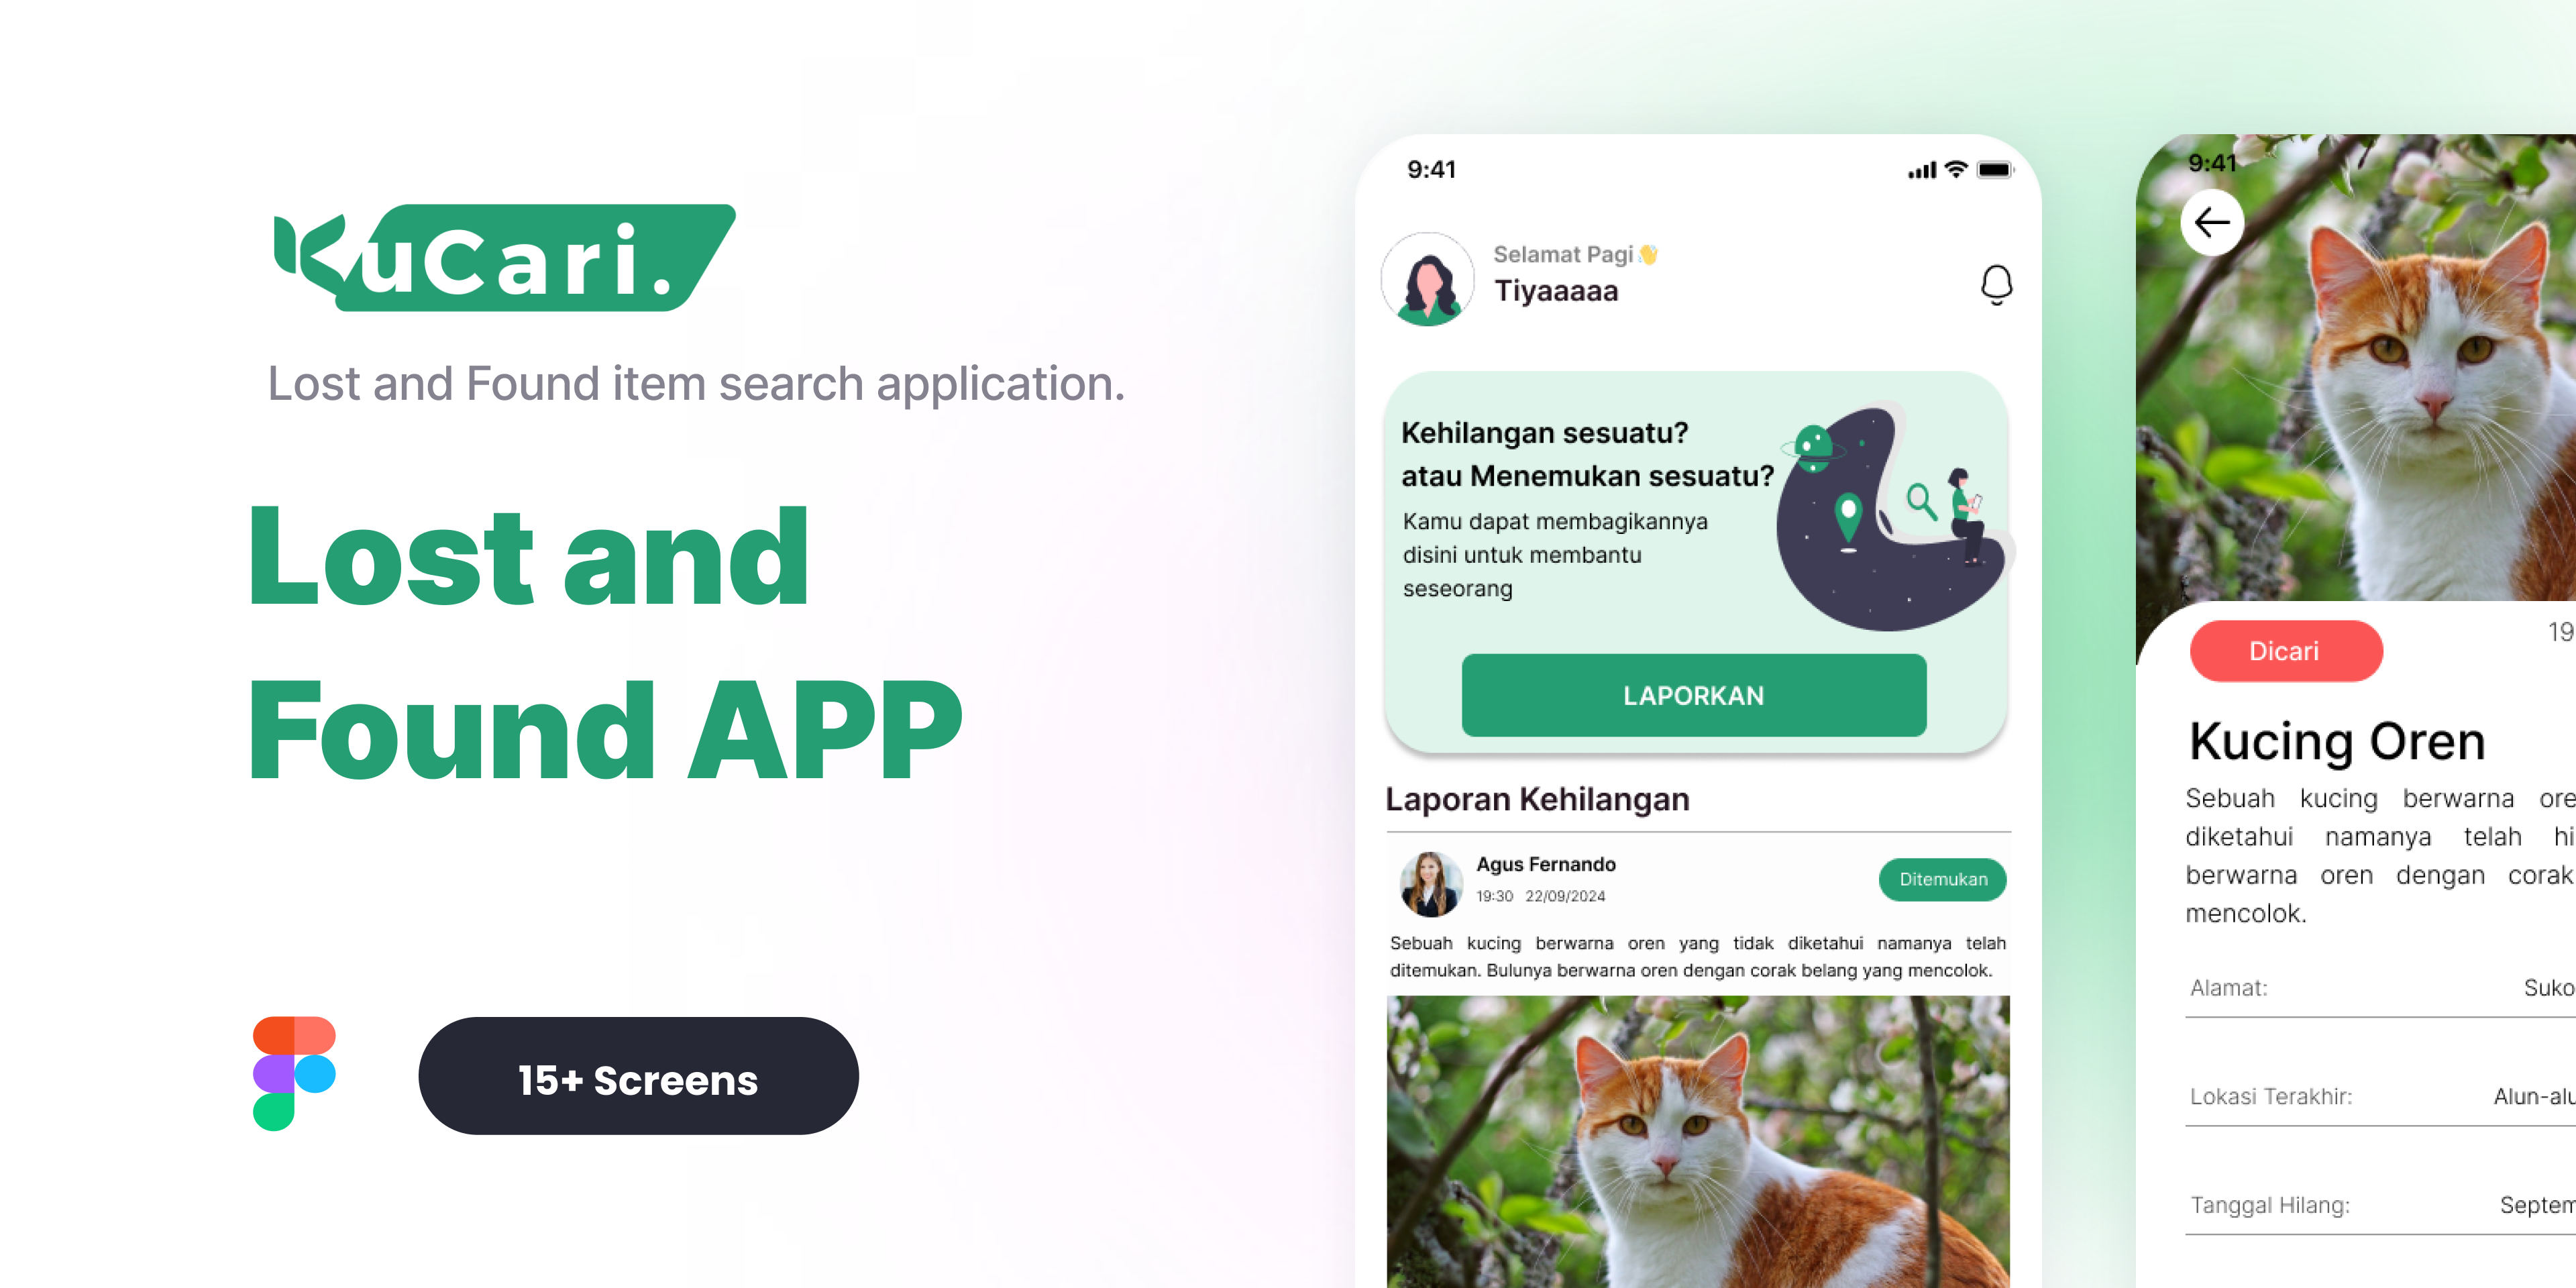 KuCari.
Lost and Found item search application.
Lost and
Found APP
15+ Screens
9:41
Selamat Pagi👋
Tiyaaaaa
Kehilangan sesuatu?
atau Menemukan sesuatu?
Kamu dapat membagikannya
disini untuk membantu
seseorang
LAPORKAN
Laporan Kehilangan
Agus Fernando
19:30 22/09/2024
Ditemukan
Sebuah kucing berwarna oren yang tidak diketahui namanya telah
ditemukan. Bulunya berwarna oren dengan corak belang yang mencolok.
9:41
Dicari
19
Kucing Oren
Sebuah kucing berwarna ore
diketahui namanya telah hi
berwarna oren dengan corak
mencolok.
Alamat: Suko
Lokasi Terakhir: Alun-alu
Tanggal Hilang: Septem